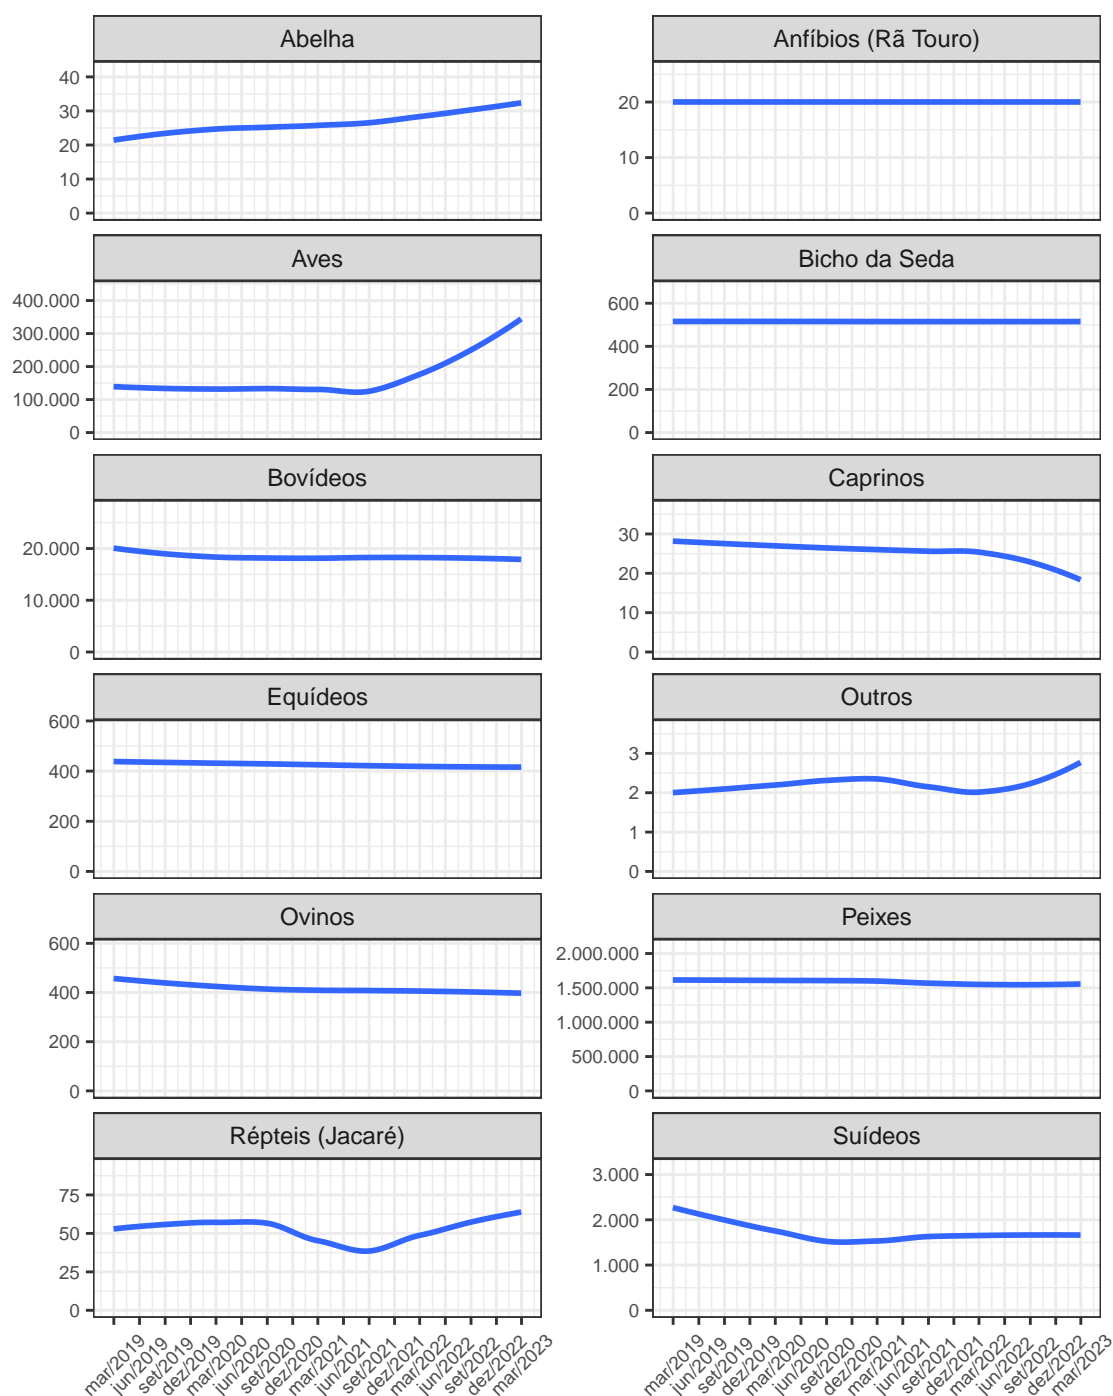 Abelha
40
30
20
10
0
Anfíbios (Rã Touro)
20
10
0
Aves
400.000
300.000
200.000
100.000
0
Bicho da Seda
600
400
200
0
Bovídeos
20.000
10.000
0
Caprinos
30
20
10
0
Equídeos
600
400
200
0
Outros
3
2
1
0
Ovinos
600
400
200
0
Peixes
2.000.000
1.500.000
1.000.000
500.000
0
Répteis (Jacaré)
75
50
25
0
mar/2019
jun/2019
set/2019
dez/2019
mar/2020
jun/2020
set/2020
dez/2020
mar/2021
jun/2021
set/2021
dez/2021
mar/2022
jun/2022
set/2022
dez/2022
mar/2023
Suídeos
3.000
2.000
1.000
0
mar/2019
jun/2019
set/2019
dez/2019
mar/2020
jun/2020
set/2020
dez/2020
mar/2021
jun/2021
set/2021
dez/2021
mar/2022
jun/2022
set/2022
dez/2022
mar/2023